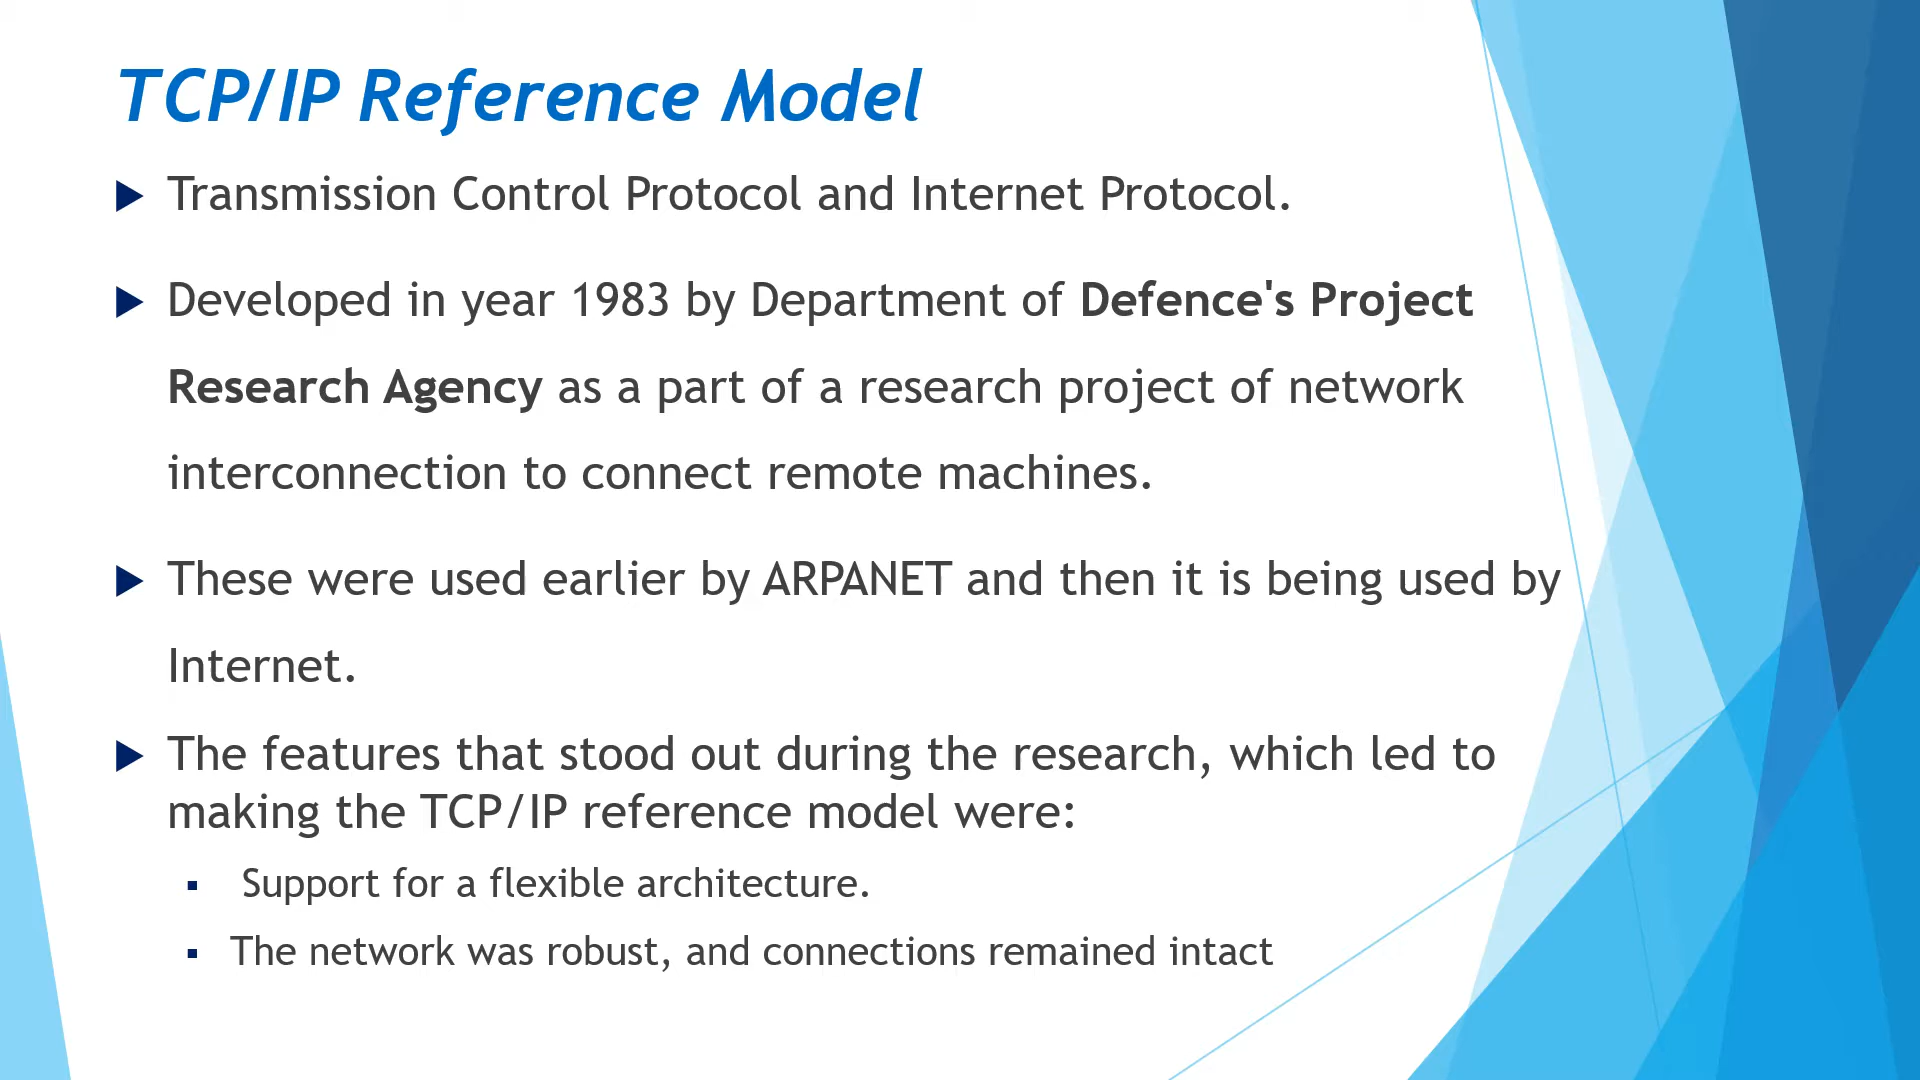 TCP/IP Reference Model
Transmission Control Protocol and Internet Protocol.
Developed in year 1983 by Department of Defence's Project
Research Agency as a part of a research project of network
interconnection to connect remote machines.
These were used earlier by ARPANET and then it is being used by
Internet.
The features that stood out during the research, which led to
making the TCP/IP reference model were:
Support for a flexible architecture.
The network was robust, and connections remained intact